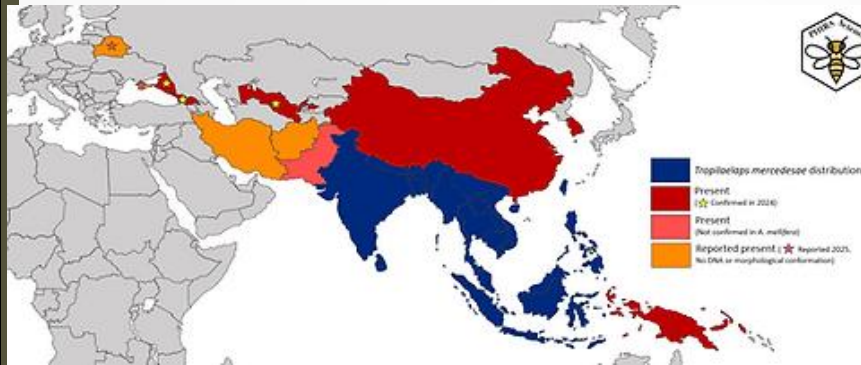 Tropilaelaps mercedesae distribution
Present
(☆ Confirmed in 2024)
Present
(Not confirmed in A. mellifera)
Reported present (★ Reported 2025.
No DNA or morphological conformation)